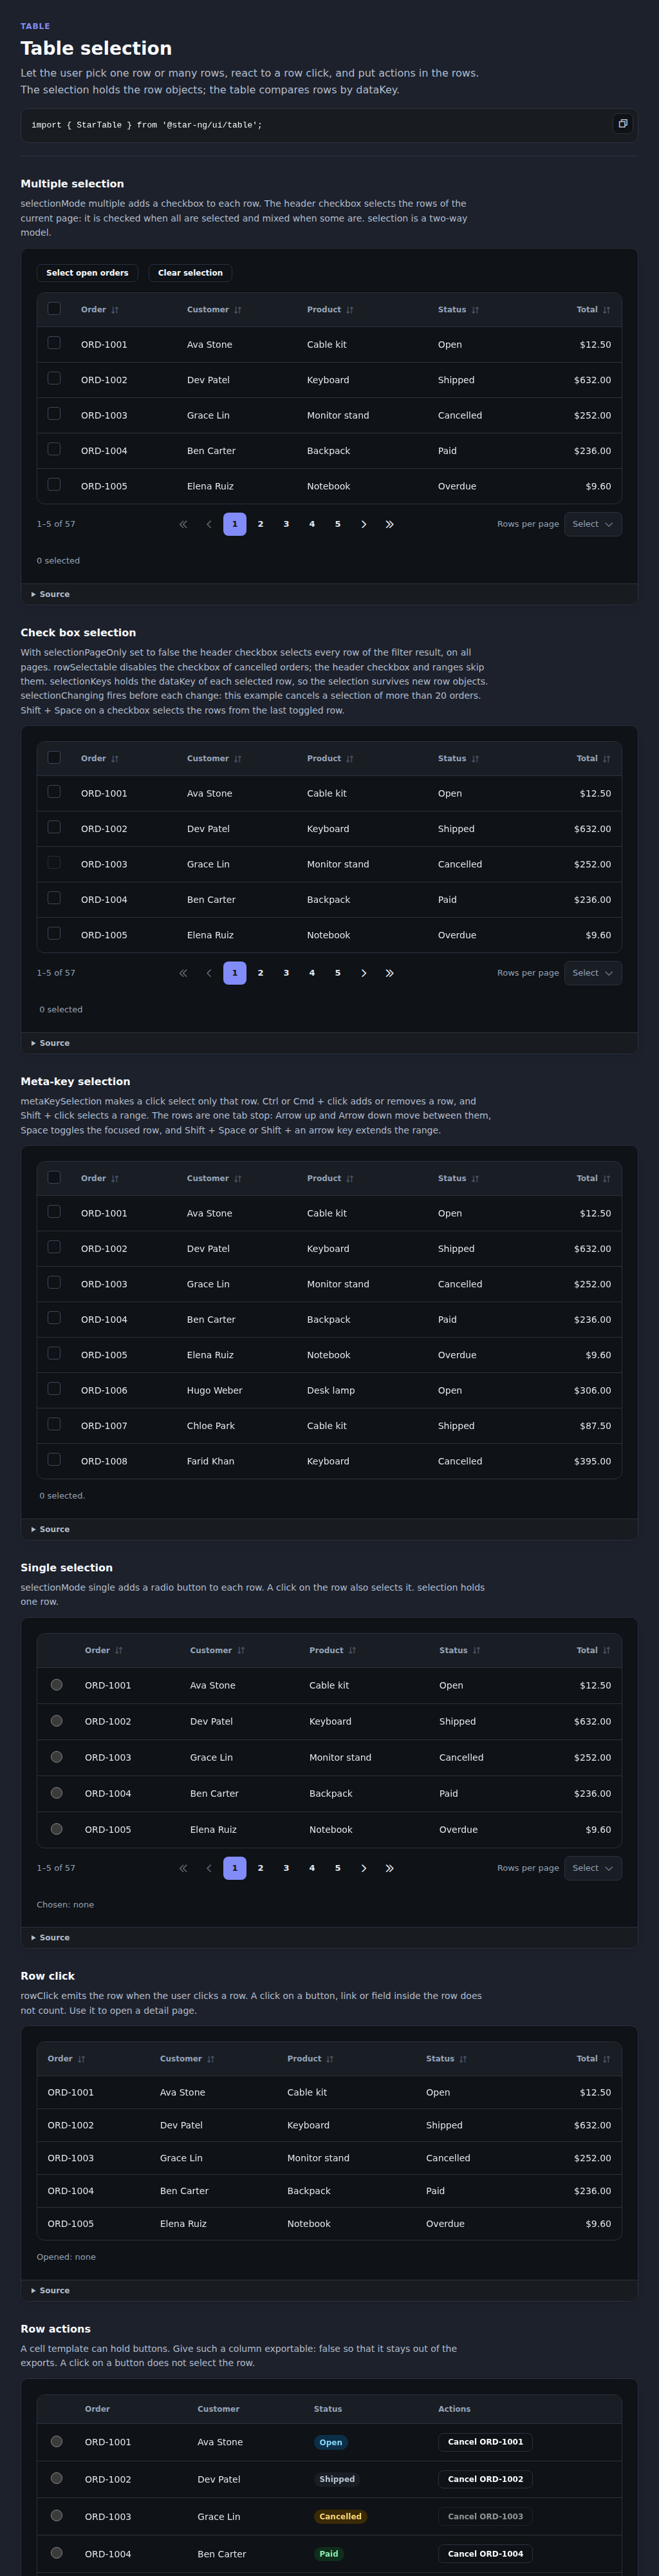 TABLE
Table selection
Let the user pick one row or many rows, react to a row click, and put actions in the rows.
The selection holds the row objects; the table compares rows by dataKey.
import { StarTable } from '@star-ng/ui/table';
Multiple selection
selectionMode multiple adds a checkbox to each row. The header checkbox selects the rows of the
current page: it is checked when all are selected and mixed when some are. selection is a two-way
model.
Select open orders Clear selection
Order Customer Product Status Total
ORD-1001 Ava Stone Cable kit Open $12.50
ORD-1002 Dev Patel Keyboard Shipped $632.00
ORD-1003 Grace Lin Monitor stand Cancelled $252.00
ORD-1004 Ben Carter Backpack Paid $236.00
ORD-1005 Elena Ruiz Notebook Overdue $9.60
1–5 of 57 1 2 3 4 5 Rows per page Select
0 selected
Source
Check box selection
With selectionPageOnly set to false the header checkbox selects every row of the filter result, on all
pages. rowSelectable disables the checkbox of cancelled orders; the header checkbox and ranges skip
them. selectionKeys holds the dataKey of each selected row, so the selection survives new row objects.
selectionChanging fires before each change: this example cancels a selection of more than 20 orders.
Shift + Space on a checkbox selects the rows from the last toggled row.
Order Customer Product Status Total
ORD-1001 Ava Stone Cable kit Open $12.50
ORD-1002 Dev Patel Keyboard Shipped $632.00
ORD-1003 Grace Lin Monitor stand Cancelled $252.00
ORD-1004 Ben Carter Backpack Paid $236.00
ORD-1005 Elena Ruiz Notebook Overdue $9.60
1–5 of 57 1 2 3 4 5 Rows per page Select
0 selected
Source
Meta-key selection
metaKeySelection makes a click select only that row. Ctrl or Cmd + click adds or removes a row, and
Shift + click selects a range. The rows are one tab stop: Arrow up and Arrow down move between them,
Space toggles the focused row, and Shift + Space or Shift + an arrow key extends the range.
Order Customer Product Status Total
ORD-1001 Ava Stone Cable kit Open $12.50
ORD-1002 Dev Patel Keyboard Shipped $632.00
ORD-1003 Grace Lin Monitor stand Cancelled $252.00
ORD-1004 Ben Carter Backpack Paid $236.00
ORD-1005 Elena Ruiz Notebook Overdue $9.60
ORD-1006 Hugo Weber Desk lamp Open $306.00
ORD-1007 Chloe Park Cable kit Shipped $87.50
ORD-1008 Farid Khan Keyboard Cancelled $395.00
0 selected.
Source
Single selection
selectionMode single adds a radio button to each row. A click on the row also selects it. selection holds
one row.
Order Customer Product Status Total
ORD-1001 Ava Stone Cable kit Open $12.50
ORD-1002 Dev Patel Keyboard Shipped $632.00
ORD-1003 Grace Lin Monitor stand Cancelled $252.00
ORD-1004 Ben Carter Backpack Paid $236.00
ORD-1005 Elena Ruiz Notebook Overdue $9.60
1–5 of 57 1 2 3 4 5 Rows per page Select
Chosen: none
Source
Row click
rowClick emits the row when the user clicks a row. A click on a button, link or field inside the row does
not count. Use it to open a detail page.
Order Customer Product Status Total
ORD-1001 Ava Stone Cable kit Open $12.50
ORD-1002 Dev Patel Keyboard Shipped $632.00
ORD-1003 Grace Lin Monitor stand Cancelled $252.00
ORD-1004 Ben Carter Backpack Paid $236.00
ORD-1005 Elena Ruiz Notebook Overdue $9.60
Opened: none
Source
Row actions
A cell template can hold buttons. Give such a column exportable: false so that it stays out of the
exports. A click on a button does not select the row.
Order Customer Status Actions
ORD-1001 Ava Stone Open Cancel ORD-1001
ORD-1002 Dev Patel Shipped Cancel ORD-1002
ORD-1003 Grace Lin Cancelled Cancel ORD-1003
ORD-1004 Ben Carter Paid Cancel ORD-1004